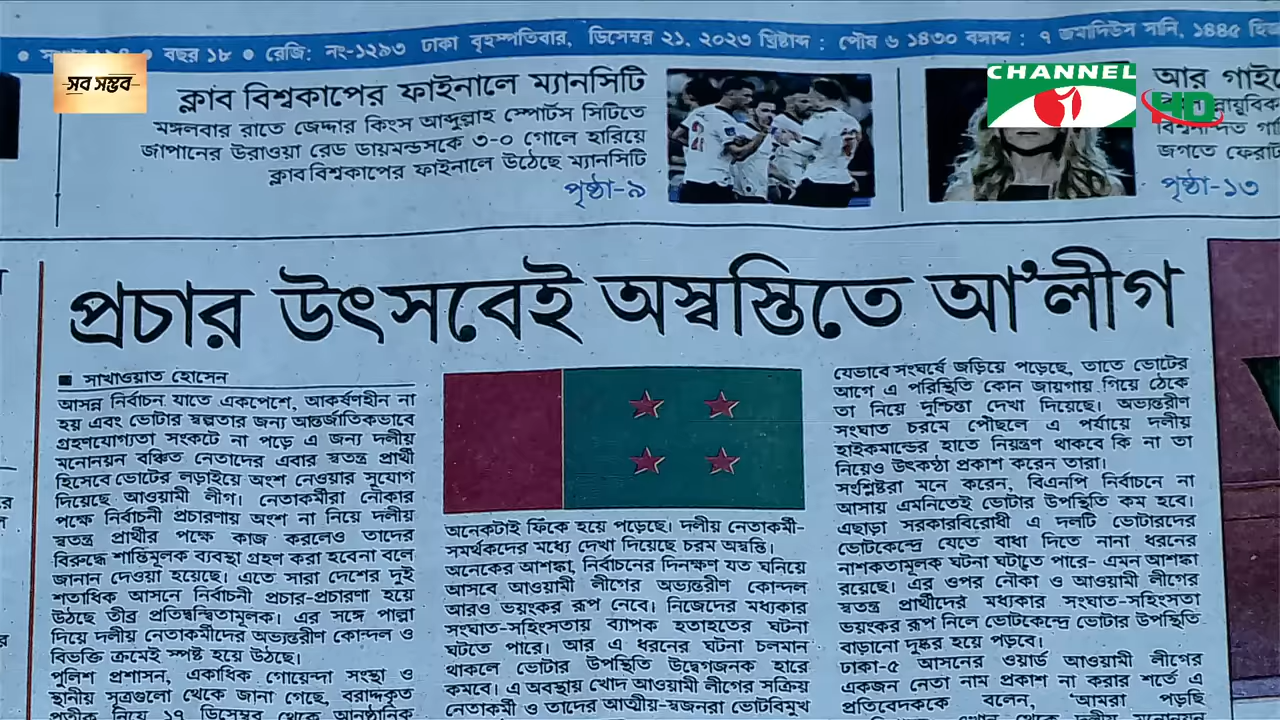 বছর ১৮ ● রেজি: নং-১২৯৩ ঢাকা বৃহস্পতিবার, ডিসেম্বর ২১, ২০২৩ খ্রিষ্টাব্দ : পৌষ ৬ ১৪৩০ বঙ্গাব্দ : ৭ জমাদিউস সানি, ১৪৪৫
সব সম্ভব
CHANNEL
HD
ক্লাব বিশ্বকাপের ফাইনালে ম্যানসিটি
মঙ্গলবার রাতে জেদ্দার কিংস আব্দুল্লাহ স্পোর্টস সিটিতে
জাপানের উরাওয়া রেড ডায়মন্ডসকে ৩-০ গোলে হারিয়ে
ক্লাব বিশ্বকাপের ফাইনালে উঠেছে ম্যানসিটি
পৃষ্ঠা-৯
আর
জগতে
পৃষ্ঠা-১৩
প্রচার উৎসবেই অস্বস্তিতে আ'লীগ
■ সাখাওয়াত হোসেন
আসন্ন নির্বাচন যাতে একপেশে, আকর্ষণহীন না
হয় এবং ভোটার স্বল্পতার জন্য আন্তর্জাতিকভাবে
গ্রহণযোগ্যতা সংকটে না পড়ে এ জন্য দলীয়
মনোনয়ন বঞ্চিত নেতাদের এবার স্বতন্ত্র প্রার্থী
হিসেবে ভোটের লড়াইয়ে অংশ নেওয়ার সুযোগ
দিয়েছে আওয়ামী লীগ। নেতাকর্মীরা নৌকার
পক্ষে নির্বাচনী প্রচারণায় অংশ না নিয়ে দলীয়
স্বতন্ত্র প্রার্থীর পক্ষে কাজ করলেও তাদের
বিরুদ্ধে শাস্তিমূলক ব্যবস্থা গ্রহণ করা হবেনা বলে
জানান দেওয়া হয়েছে। এতে সারা দেশের দুই
শতাধিক আসনে নির্বাচনী প্রচার-প্রচারণা হয়ে
উঠছে তীব্র প্রতিদ্বন্দ্বিতামূলক। এর সঙ্গে পাল্লা
দিয়ে দলীয় নেতাকর্মীদের অভ্যন্তরীণ কোন্দল ও
বিভক্তি ক্রমেই স্পষ্ট হয়ে উঠছে।
পুলিশ প্রশাসন, একাধিক গোয়েন্দা সংস্থা ও
স্থানীয় সূত্রগুলো থেকে জানা গেছে, বরাদ্দকৃত
প্রতীক নিয়ে ১৭ ডিসেম্বর থেকে আনুষ্ঠানিক
অনেকটাই ফিকে হয়ে পড়েছে। দলীয় নেতাকর্মী-
সমর্থকদের মধ্যে দেখা দিয়েছে চরম অস্বস্তি।
অনেকের আশঙ্কা, নির্বাচনের দিনক্ষণ যত ঘনিয়ে
আসবে আওয়ামী লীগের অভ্যন্তরীণ কোন্দল
আরও ভয়ংকর রূপ নেবে। নিজেদের মধ্যকার
সংঘাত-সহিংসতায় ব্যাপক হতাহতের ঘটনা
ঘটতে পারে। আর এ ধরনের ঘটনা চলমান
থাকলে ভোটার উপস্থিতি উদ্বেগজনক হারে
কমবে। এ অবস্থায় খোদ আওয়ামী লীগের সক্রিয়
নেতাকর্মী ও তাদের আত্মীয়-স্বজনরা ভোটবিমুখ
যেভাবে সংঘর্ষে জড়িয়ে পড়েছে, তাতে ভোটের
আগে এ পরিস্থিতি কোন জায়গায় গিয়ে ঠেকে
তা নিয়ে দুশ্চিন্তা দেখা দিয়েছে। অভ্যন্তরীণ
সংঘাত চরমে পৌঁছলে এ পর্যায়ে দলীয়
হাইকমান্ডের হাতে নিয়ন্ত্রণ থাকবে কি না তা
নিয়েও উৎকণ্ঠা প্রকাশ করেন তারা।
সংশ্লিষ্টরা মনে করেন, বিএনপি নির্বাচনে না
আসায় এমনিতেই ভোটার উপস্থিতি কম হবে।
এছাড়া সরকারবিরোধী এ দলটি ভোটারদের
ভোটকেন্দ্রে যেতে বাধা দিতে নানা ধরনের
নাশকতামূলক ঘটনা ঘটাতে পারে- এমন আশঙ্কা
রয়েছে। এর ওপর নৌকা ও আওয়ামী লীগের
স্বতন্ত্র প্রার্থীদের মধ্যকার সংঘাত-সহিংসতা
ভয়ংকর রূপ নিলে ভোটকেন্দ্রে ভোটার উপস্থিতি
বাড়ানো দুষ্কর হয়ে পড়বে।
ঢাকা-৫ আসনের ওয়ার্ড আওয়ামী লীগের
একজন নেতা নাম প্রকাশ না করার শর্তে এ
প্রতিবেদককে বলেন, 'আমরা পড়ছি